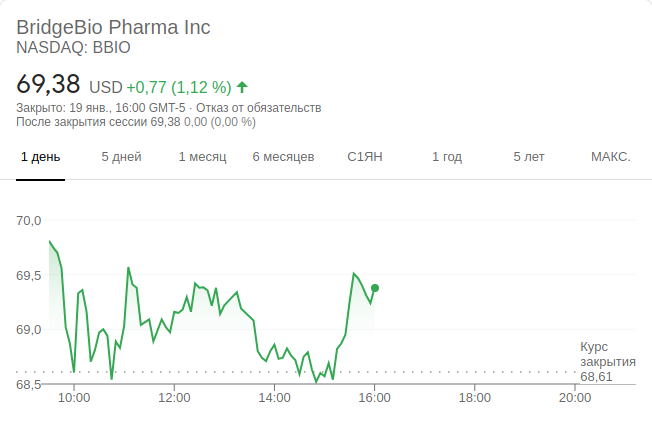 BridgeBio Pharma Inc
NASDAQ: BBIO
69,38 USD +0,77 (1,12 %)
Закрыто: 19 янв., 16:00 GMT-5 · Отказ от обязательств
После закрытия сессии 69,38 0,00 (0,00 %)
1 день 5 дней 1 месяц 6 месяцев С1ЯН 1 год 5 лет МАКС.
70,0
69,5
69,0
Курс
закрытия
68,61
68,5
10:00 12:00 14:00 16:00 18:00 20:00